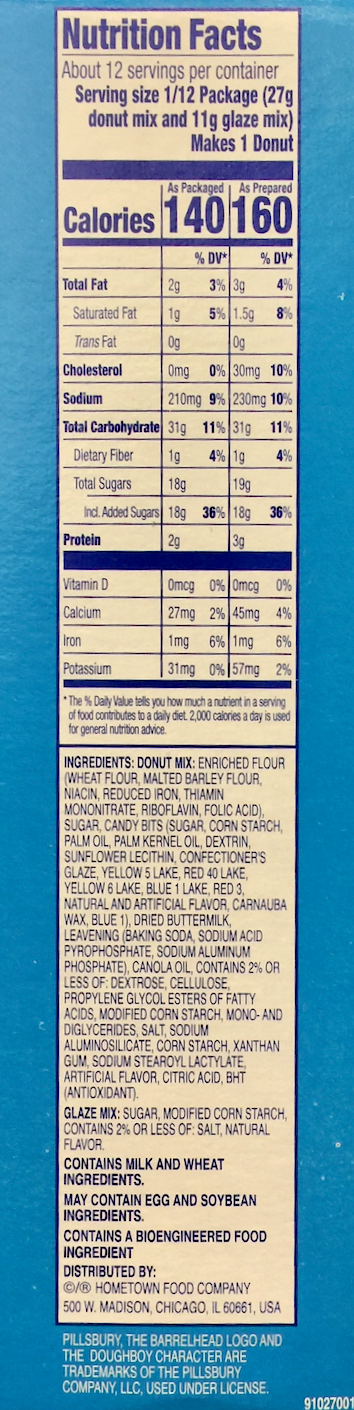 Nutrition Facts
About 12 servings per container
Serving size 1/12 Package (27g
donut mix and 11g glaze mix)
Makes 1 Donut
As Packaged As Prepared
Calories 140 160
% DV* % DV*
Total Fat 2g 3% 3g 4%
Saturated Fat 1g 5% 1.5g 8%
Trans Fat 0g 0g
Cholesterol 0mg 0% 30mg 10%
Sodium 210mg 9% 230mg 10%
Total Carbohydrate 31g 11% 31g 11%
Dietary Fiber 1g 4% 1g 4%
Total Sugars 18g 19g
Incl. Added Sugars 18g 36% 18g 36%
Protein 2g 3g
Vitamin D 0mcg 0% 0mcg 0%
Calcium 27mg 2% 45mg 4%
Iron 1mg 6% 1mg 6%
Potassium 31mg 0% 57mg 2%
*The % Daily Value tells you how much a nutrient in a serving
of food contributes to a daily diet. 2,000 calories a day is used
for general nutrition advice.
INGREDIENTS: DONUT MIX: ENRICHED FLOUR
(WHEAT FLOUR, MALTED BARLEY FLOUR,
NIACIN, REDUCED IRON, THIAMIN
MONONITRATE, RIBOFLAVIN, FOLIC ACID),
SUGAR, CANDY BITS (SUGAR, CORN STARCH,
PALM OIL, PALM KERNEL OIL, DEXTRIN,
SUNFLOWER LECITHIN, CONFECTIONER'S
GLAZE, YELLOW 5 LAKE, RED 40 LAKE,
YELLOW 6 LAKE, BLUE 1 LAKE, RED 3,
NATURAL AND ARTIFICIAL FLAVOR, CARNAUBA
WAX, BLUE 1), DRIED BUTTERMILK,
LEAVENING (BAKING SODA, SODIUM ACID
PYROPHOSPHATE, SODIUM ALUMINUM
PHOSPHATE), CANOLA OIL, CONTAINS 2% OR
LESS OF: DEXTROSE, CELLULOSE,
PROPYLENE GLYCOL ESTERS OF FATTY
ACIDS, MODIFIED CORN STARCH, MONO- AND
DIGLYCERIDES, SALT, SODIUM
ALUMINOSILICATE, CORN STARCH, XANTHAN
GUM, SODIUM STEAROYL LACTYLATE,
ARTIFICIAL FLAVOR, CITRIC ACID, BHT
(ANTIOXIDANT).
GLAZE MIX: SUGAR, MODIFIED CORN STARCH,
CONTAINS 2% OR LESS OF: SALT, NATURAL
FLAVOR.
CONTAINS MILK AND WHEAT
INGREDIENTS.
MAY CONTAIN EGG AND SOYBEAN
INGREDIENTS.
CONTAINS A BIOENGINEERED FOOD
INGREDIENT
DISTRIBUTED BY:
©/® HOMETOWN FOOD COMPANY
500 W. MADISON, CHICAGO, IL 60661, USA
PILLSBURY, THE BARRELHEAD LOGO AND
THE DOUGHBOY CHARACTER ARE
TRADEMARKS OF THE PILLSBURY
COMPANY, LLC, USED UNDER LICENSE.
91027001